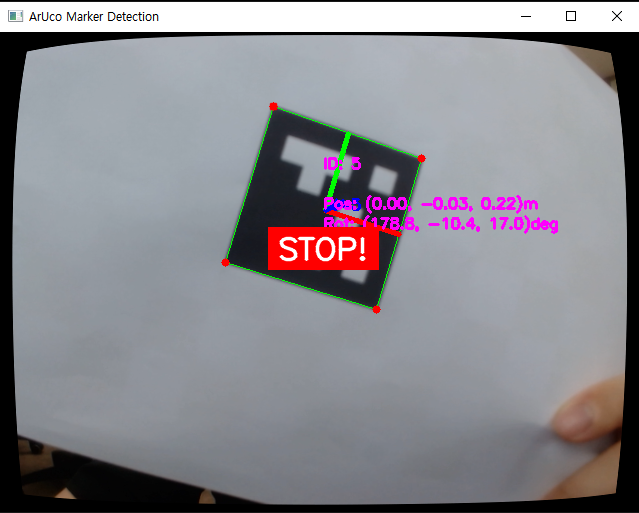 ArUco Marker Detection
ID: 5
Pos: (0.00, -0.03, 0.22)m
Rot: (178.8, -10.4, 17.0)deg
STOP!